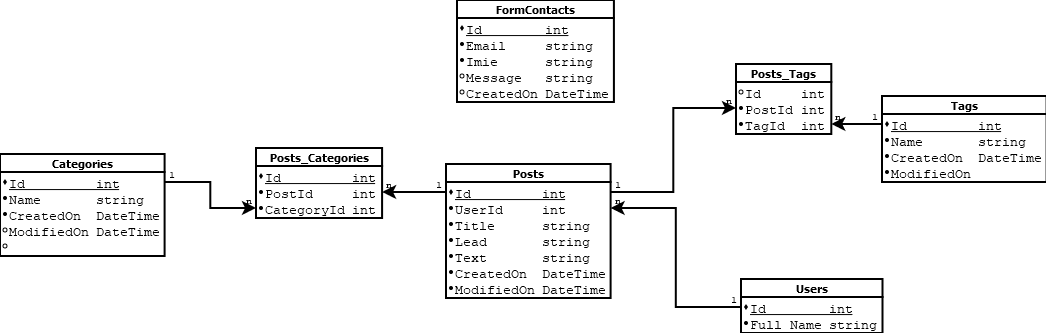 FormContacts
Id int
Email string
Imie string
Message string
CreatedOn DateTime
Posts_Tags
Id int
PostId int
TagId int
n
1
Tags
Id int
Name string
CreatedOn DateTime
ModifiedOn
n
1
Categories
Id int
Name string
CreatedOn DateTime
ModifiedOn DateTime
1
n
Posts_Categories
Id int
PostId int
CategoryId int
n
1
Posts
Id int
UserId int
Title string
Lead string
Text string
CreatedOn DateTime
ModifiedOn DateTime
1
n
Users
Id int
Full Name string